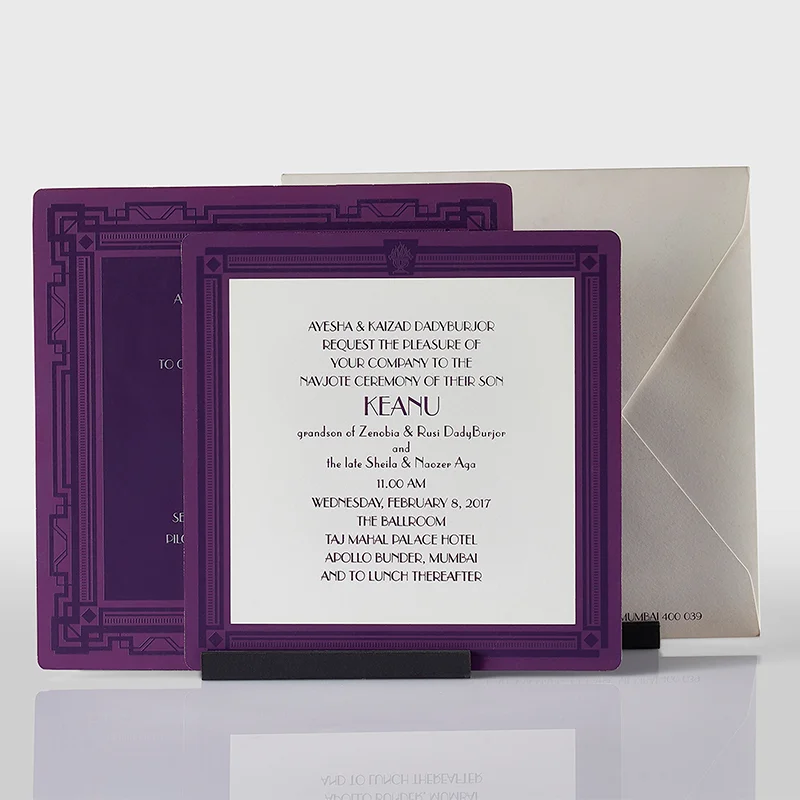 AYESHA & KAIZAD DADYBURJOR
REQUEST THE PLEASURE OF
YOUR COMPANY TO THE
NAVJOTE CEREMONY OF THEIR SON
KEANU
grandson of Zenobia & Rusi DadyBurjor
and
the late Sheila & Naozer Aga
11.00 AM
WEDNESDAY, FEBRUARY 8, 2017
THE BALLROOM
TAJ MAHAL PALACE HOTEL
APOLLO BUNDER, MUMBAI
AND TO LUNCH THEREAFTER
TO
MUMBAI 400 039